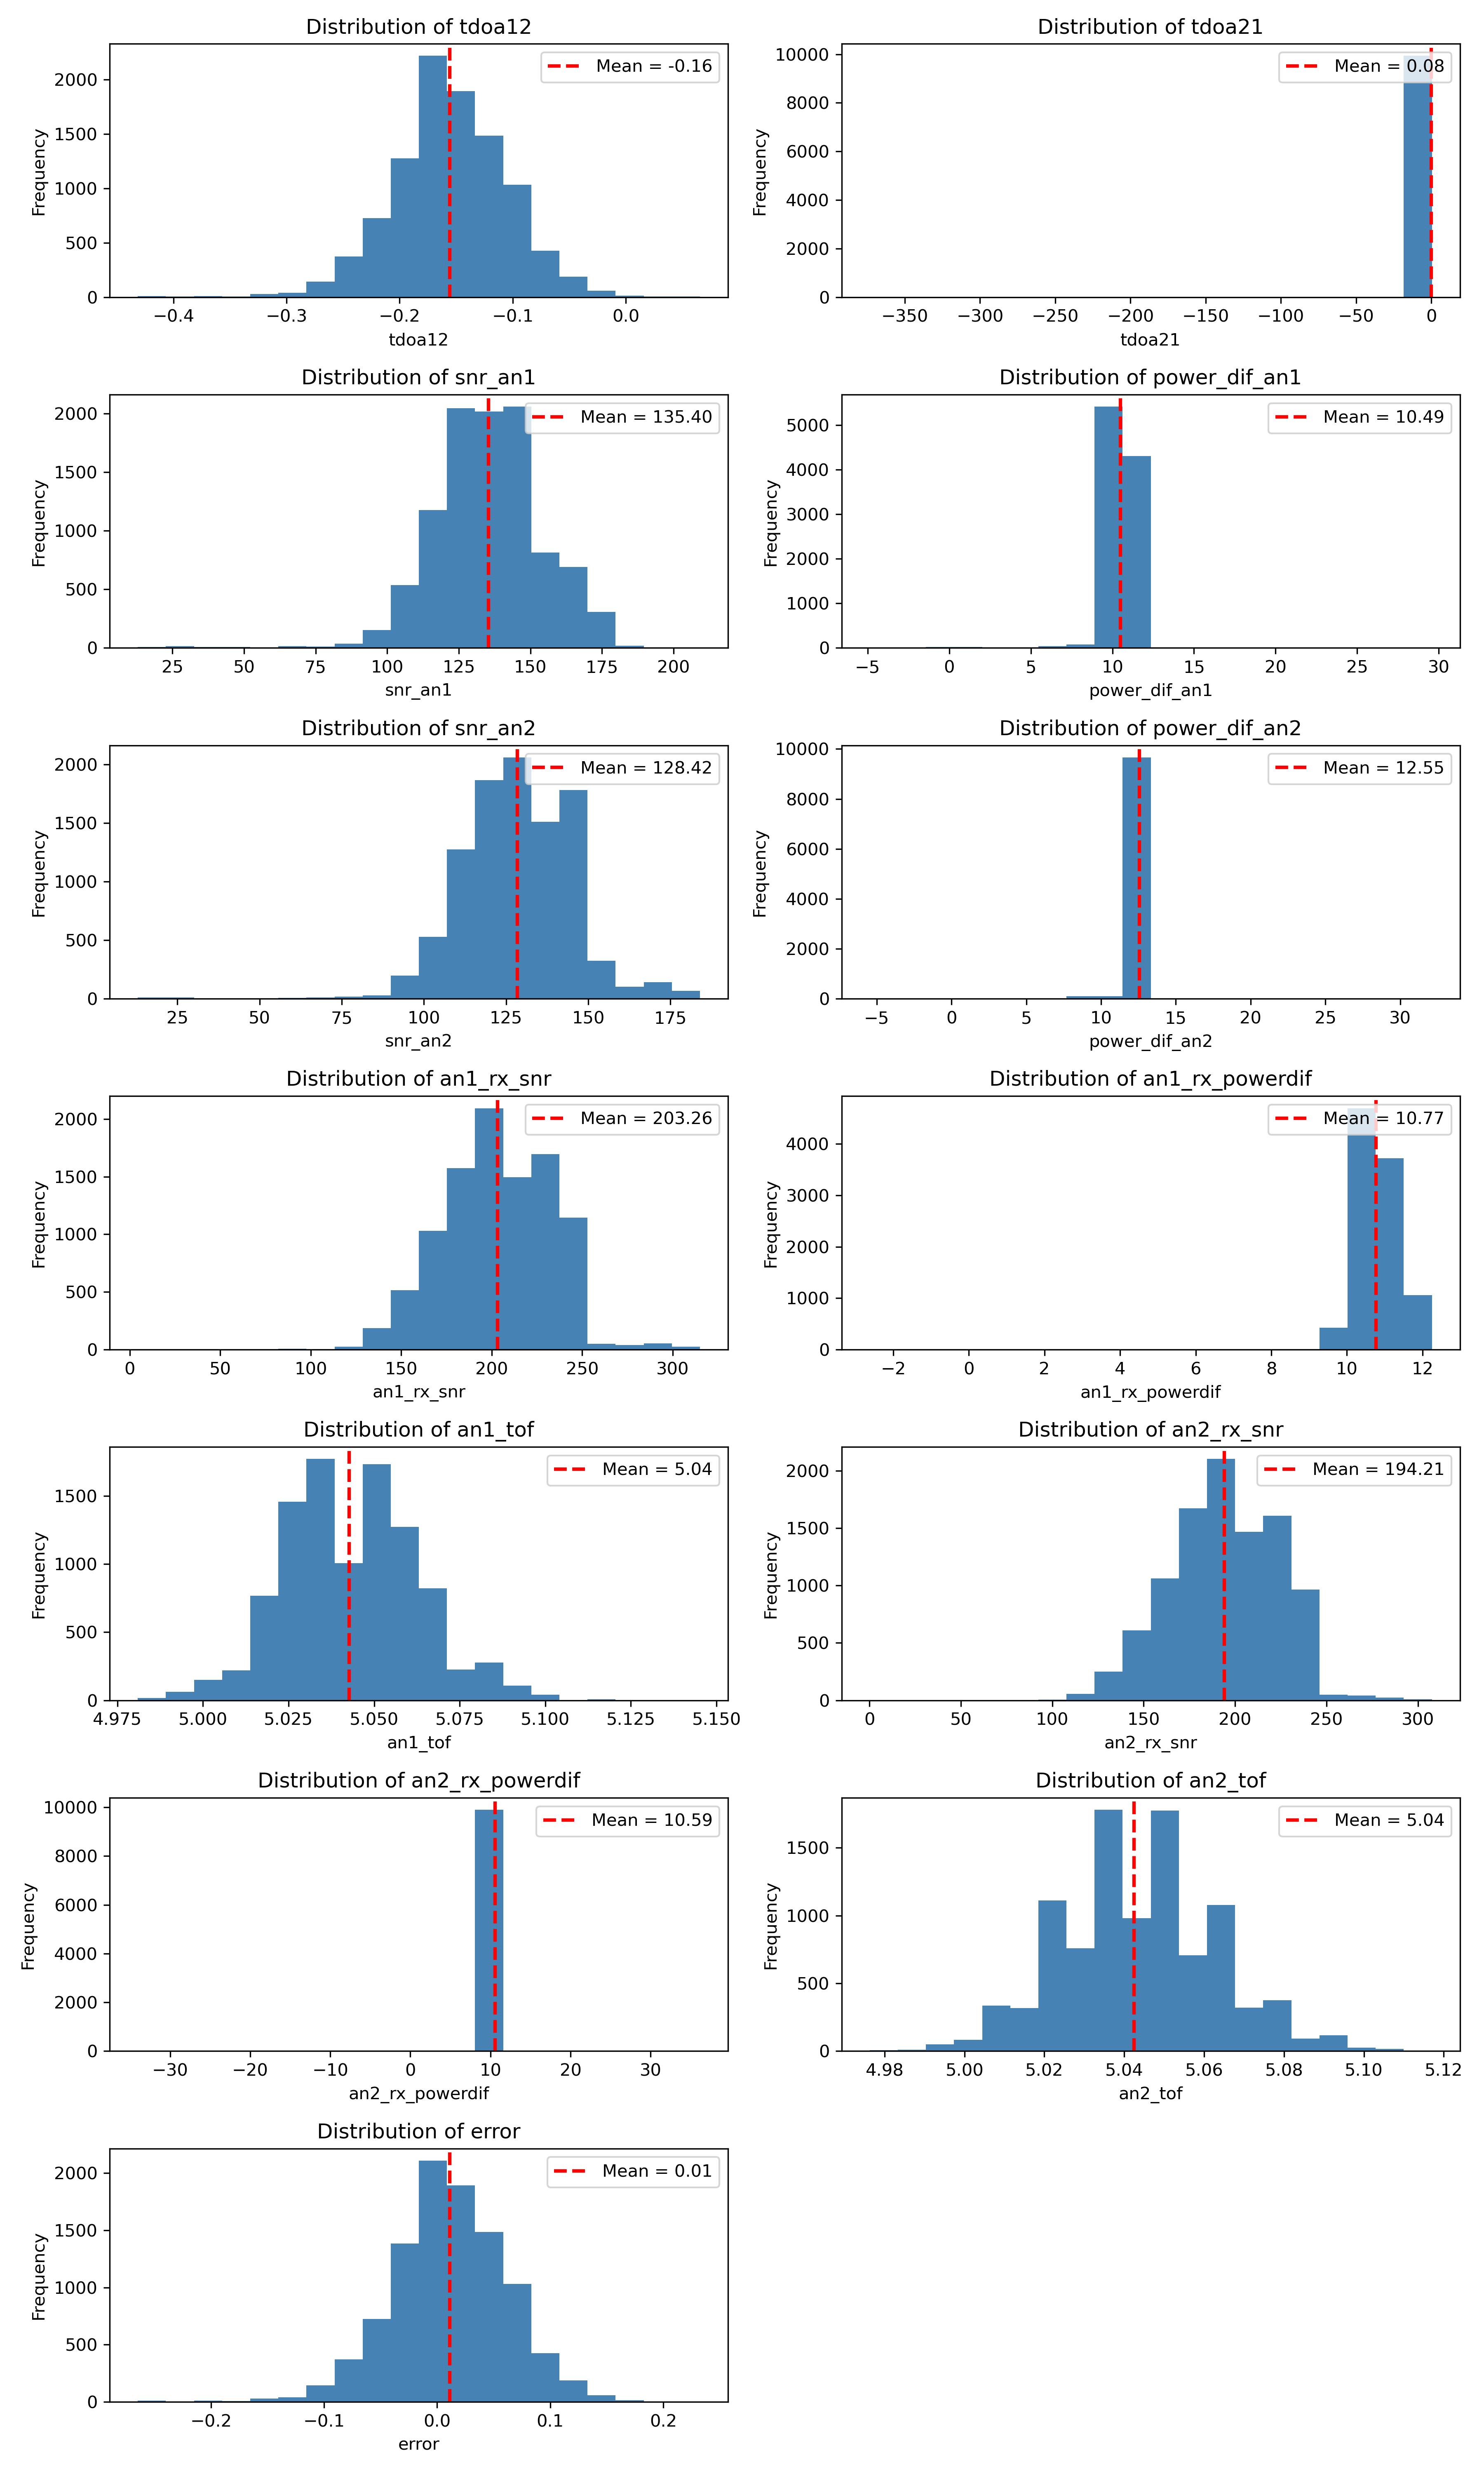 Distribution of tdoa12
Mean = -0.16
Frequency
2000
1500
1000
500
0
−0.4 −0.3 −0.2 −0.1 0.0
tdoa12
Distribution of tdoa21
Mean = 0.08
Frequency
10000
8000
6000
4000
2000
0
−350 −300 −250 −200 −150 −100 −50 0
tdoa21
Distribution of snr_an1
Mean = 135.40
Frequency
2000
1500
1000
500
0
25 50 75 100 125 150 175 200
snr_an1
Distribution of power_dif_an1
Mean = 10.49
Frequency
5000
4000
3000
2000
1000
0
−5 0 5 10 15 20 25 30
power_dif_an1
Distribution of snr_an2
Mean = 128.42
Frequency
2000
1500
1000
500
0
25 50 75 100 125 150 175
snr_an2
Distribution of power_dif_an2
Mean = 12.55
Frequency
10000
8000
6000
4000
2000
0
−5 0 5 10 15 20 25 30
power_dif_an2
Distribution of an1_rx_snr
Mean = 203.26
Frequency
2000
1500
1000
500
0
0 50 100 150 200 250 300
an1_rx_snr
Distribution of an1_rx_powerdif
Mean = 10.77
Frequency
4000
3000
2000
1000
0
−2 0 2 4 6 8 10 12
an1_rx_powerdif
Distribution of an1_tof
Mean = 5.04
Frequency
1500
1000
500
0
4.975 5.000 5.025 5.050 5.075 5.100 5.125 5.150
an1_tof
Distribution of an2_rx_snr
Mean = 194.21
Frequency
2000
1500
1000
500
0
0 50 100 150 200 250 300
an2_rx_snr
Distribution of an2_rx_powerdif
Mean = 10.59
Frequency
10000
8000
6000
4000
2000
0
−30 −20 −10 0 10 20 30
an2_rx_powerdif
Distribution of an2_tof
Mean = 5.04
Frequency
1500
1000
500
0
4.98 5.00 5.02 5.04 5.06 5.08 5.10 5.12
an2_tof
Distribution of error
Mean = 0.01
Frequency
2000
1500
1000
500
0
−0.2 −0.1 0.0 0.1 0.2
error